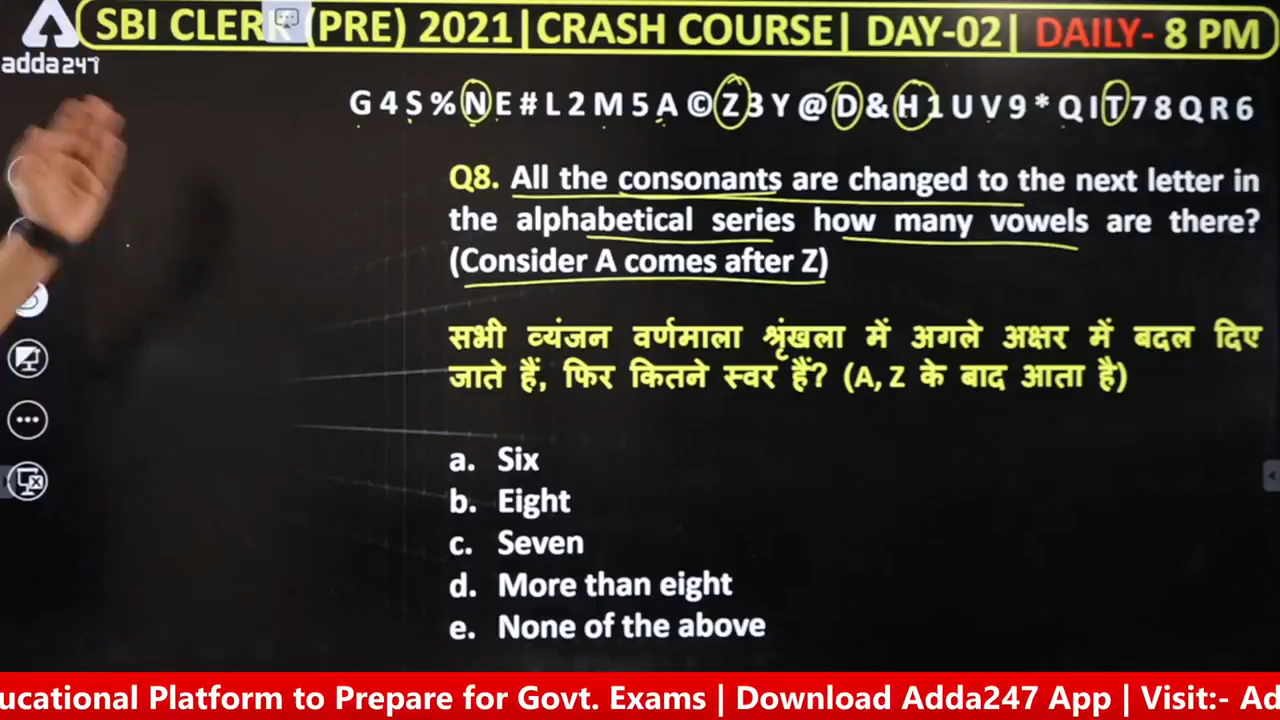 SBI CLERK (PRE) 2021|CRASH COURSE| DAY-02| DAILY- 8 PM
adda247
G 4 S % N E # L 2 M 5 A © Z 3 Y @ D & H 1 U V 9 * Q I T 7 8 Q R 6
Q8. All the consonants are changed to the next letter in
the alphabetical series how many vowels are there?
(Consider A comes after Z)
सभी व्यंजन वर्णमाला श्रृंखला में अगले अक्षर में बदल दिए
जाते हैं, फिर कितने स्वर हैं? (A, Z के बाद आता है)
a. Six
b. Eight
c. Seven
d. More than eight
e. None of the above
ucational Platform to Prepare for Govt. Exams | Download Adda247 App | Visit:- Ad